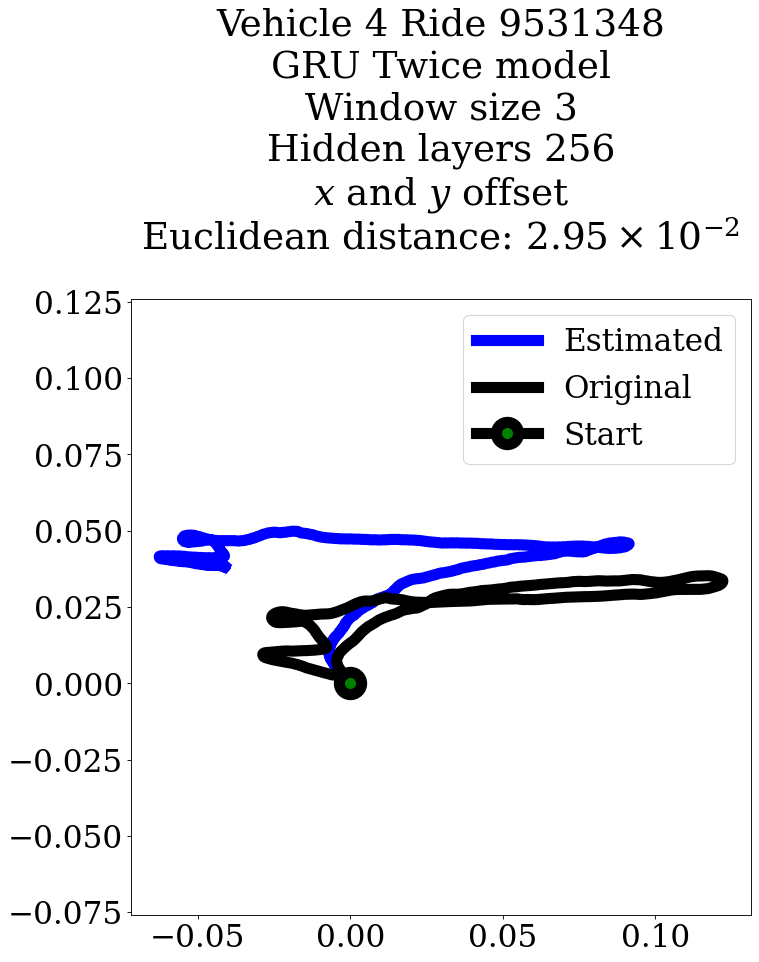 Vehicle 4 Ride 9531348
GRU Twice model
Window size 3
Hidden layers 256
x and y offset
Euclidean distance: 2.95 × 10⁻²
Estimated
Original
Start
0.125
0.100
0.075
0.050
0.025
0.000
−0.025
−0.050
−0.075
−0.05 0.00 0.05 0.10